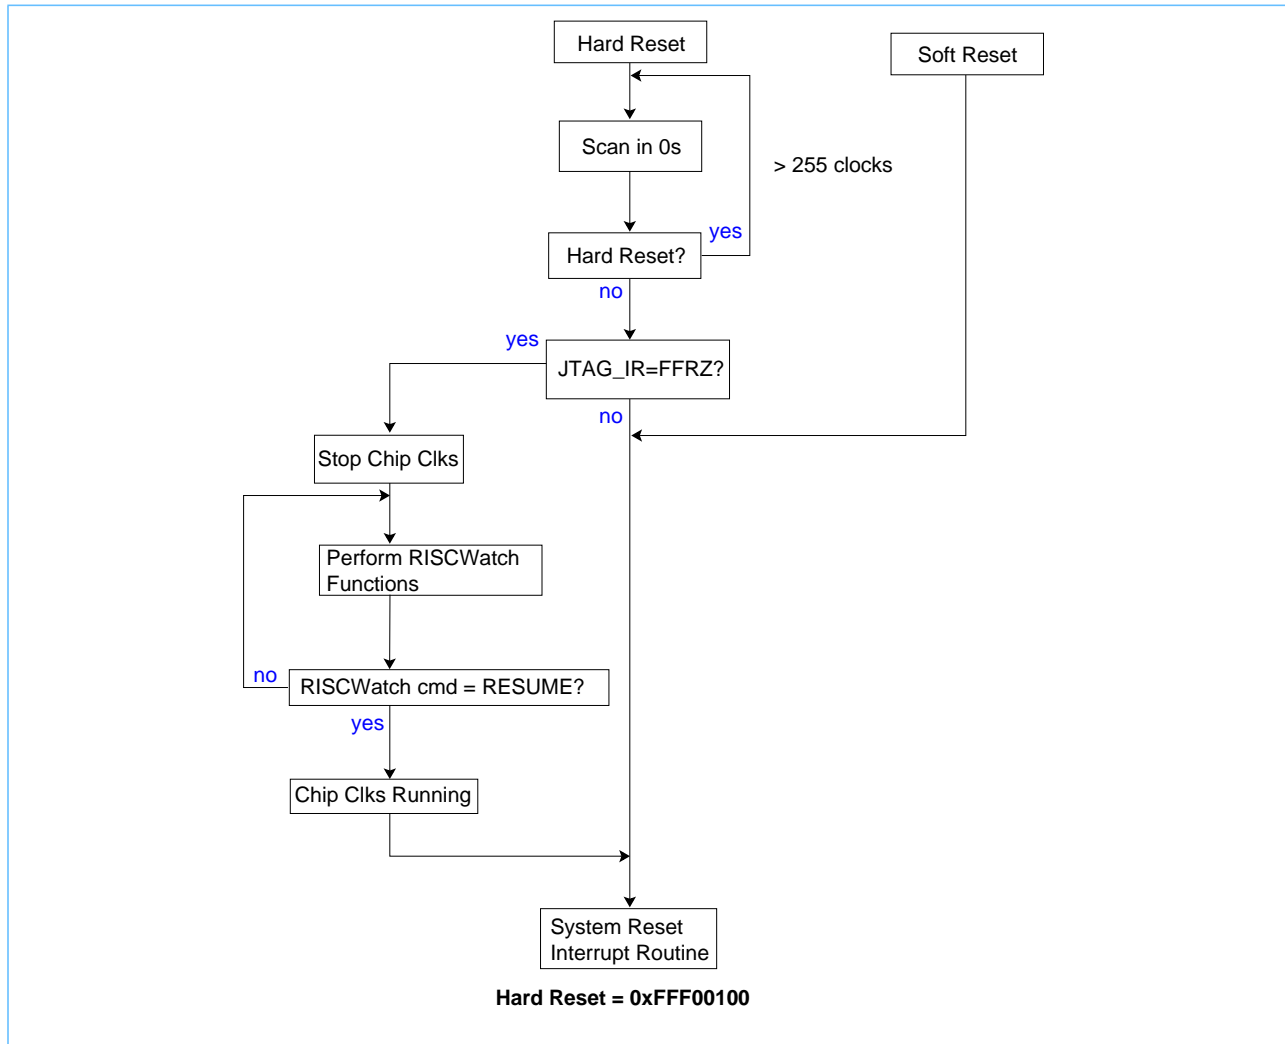 Hard Reset
Soft Reset
Scan in 0s
> 255 clocks
yes
Hard Reset?
no
yes
JTAG_IR=FFRZ?
no
Stop Chip Clks
Perform RISCWatch
Functions
no
RISCWatch cmd = RESUME?
yes
Chip Clks Running
System Reset
Interrupt Routine
Hard Reset = 0xFFF00100